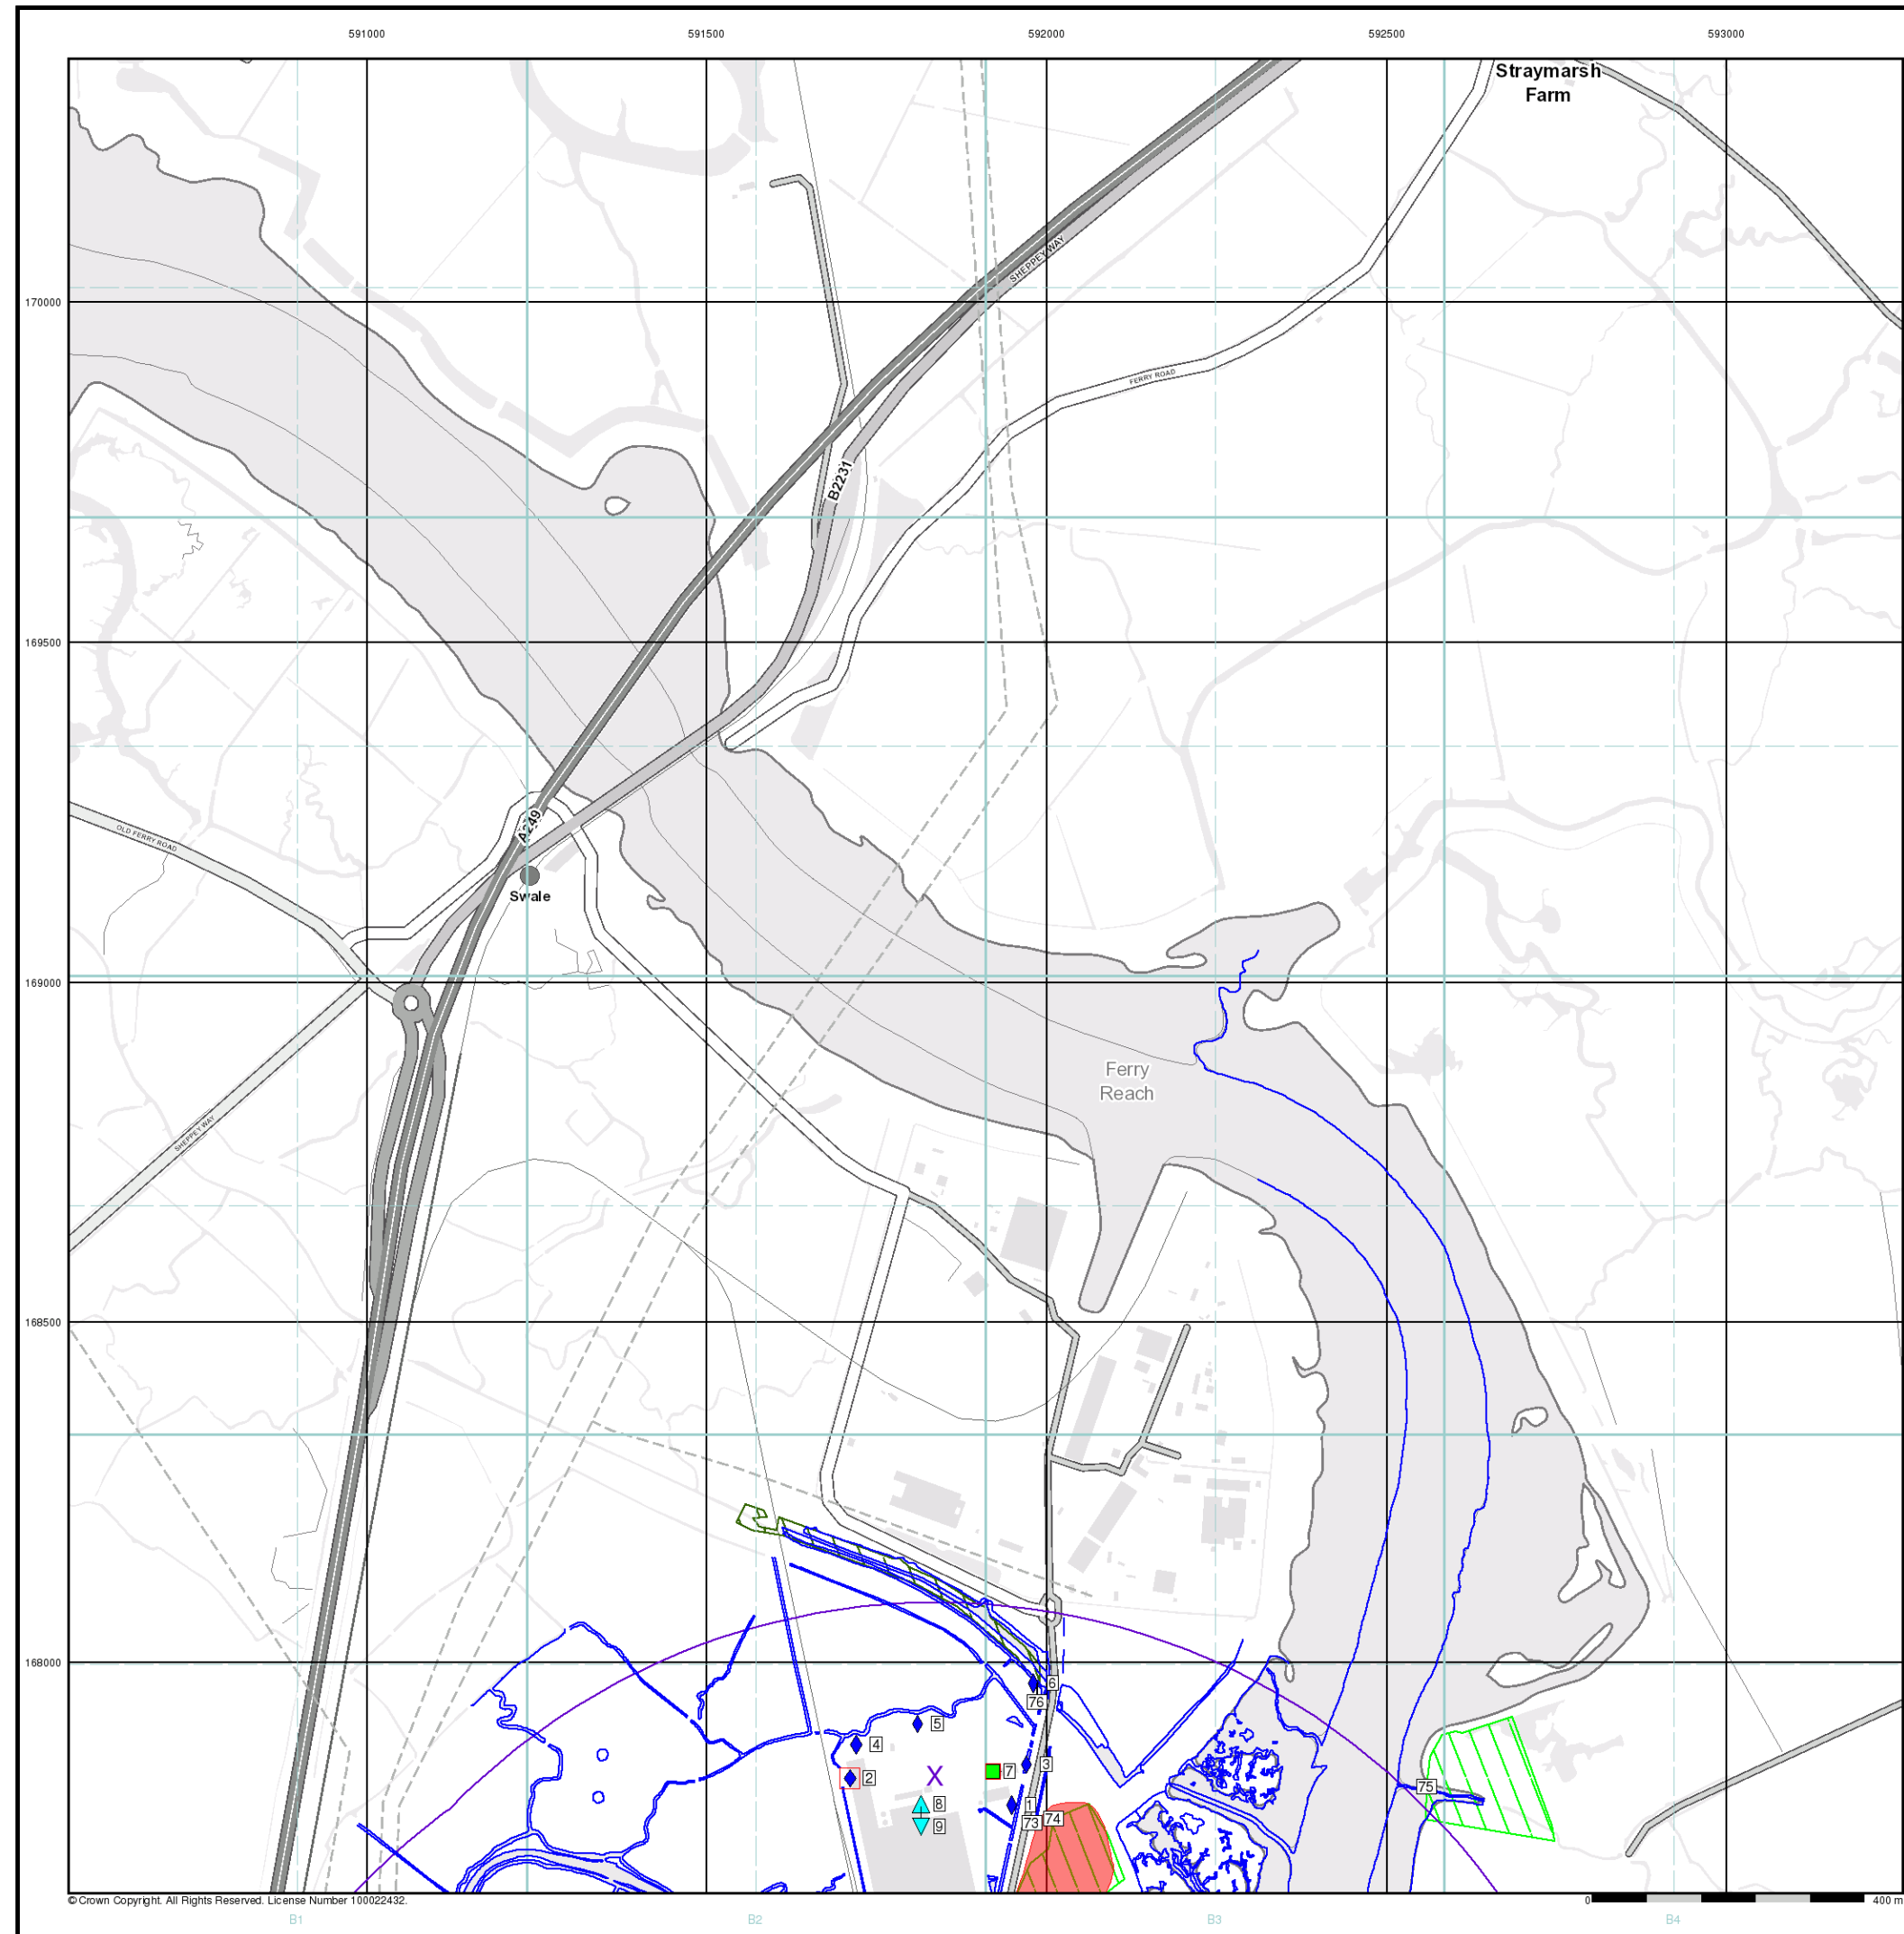 591000 591500 592000 592500 593000
Straymarsh
Farm
170000
SHEPPEY WAY
FERRY ROAD
B2231
169500
A249
OLD FERRY ROAD
Swale
169000
Ferry
Reach
SHEPPEY WAY
168500
168000
6
76
5
4
3
7
2
75
8
1
74
73
9
© Crown Copyright. All Rights Reserved. License Number 100022432.
0 400 m
B1 B2 B3 B4